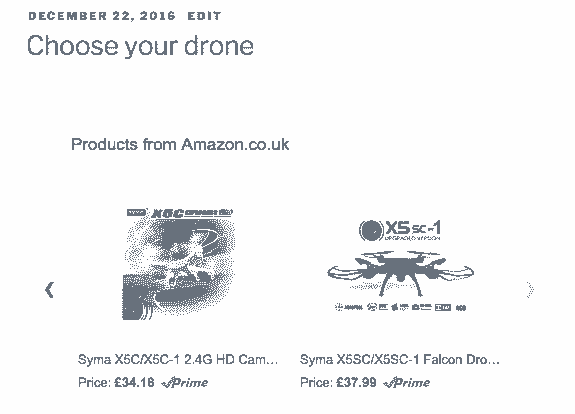 DECEMBER 22, 2016 EDIT
Choose your drone
Products from Amazon.co.uk
X5C
X5SC-1
UPGRADED VERSION
Syma X5C/X5C-1 2.4G HD Cam...
Syma X5SC/X5SC-1 Falcon Dro...
Price: £34.16 Prime
Price: £37.99 Prime